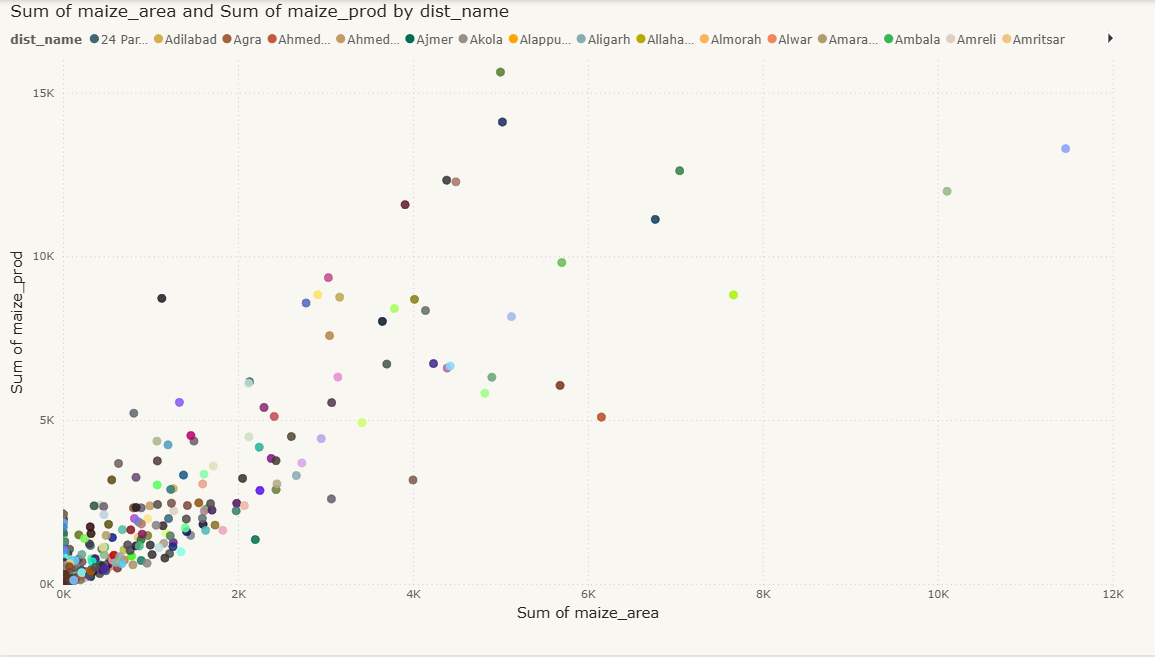 Sum of maize_area and Sum of maize_prod by dist_name
dist_name 24 Par... Adilabad Agra Ahmed... Ahmed... Ajmer Akola Alappu... Aligarh Allaha... Almorah Alwar Amara... Ambala Amreli Amritsar
15K
10K
5K
0K
Sum of maize_prod
0K 2K 4K 6K 8K 10K 12K
Sum of maize_area